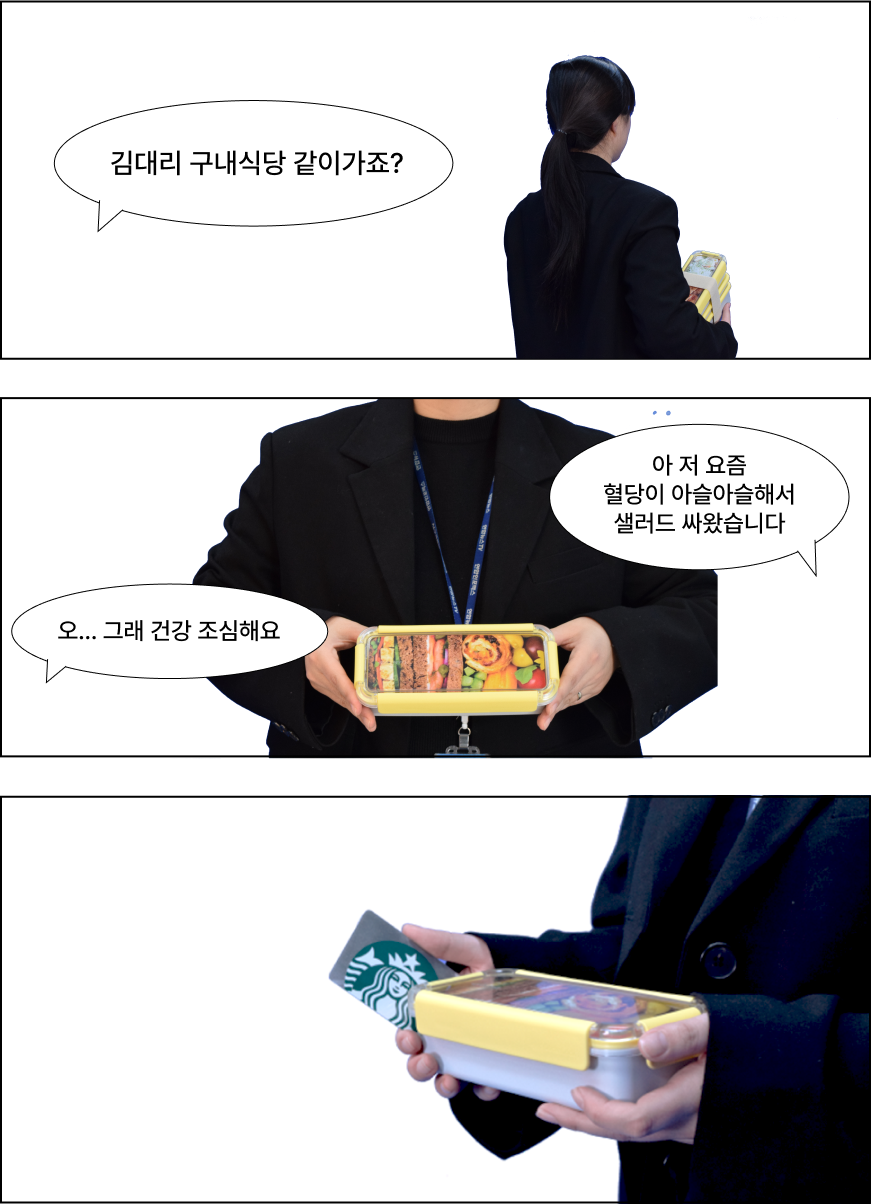 김대리 구내식당 같이가죠?
아 저 요즘
혈당이 아슬아슬해서
샐러드 싸왔습니다
오... 그래 건강 조심해요